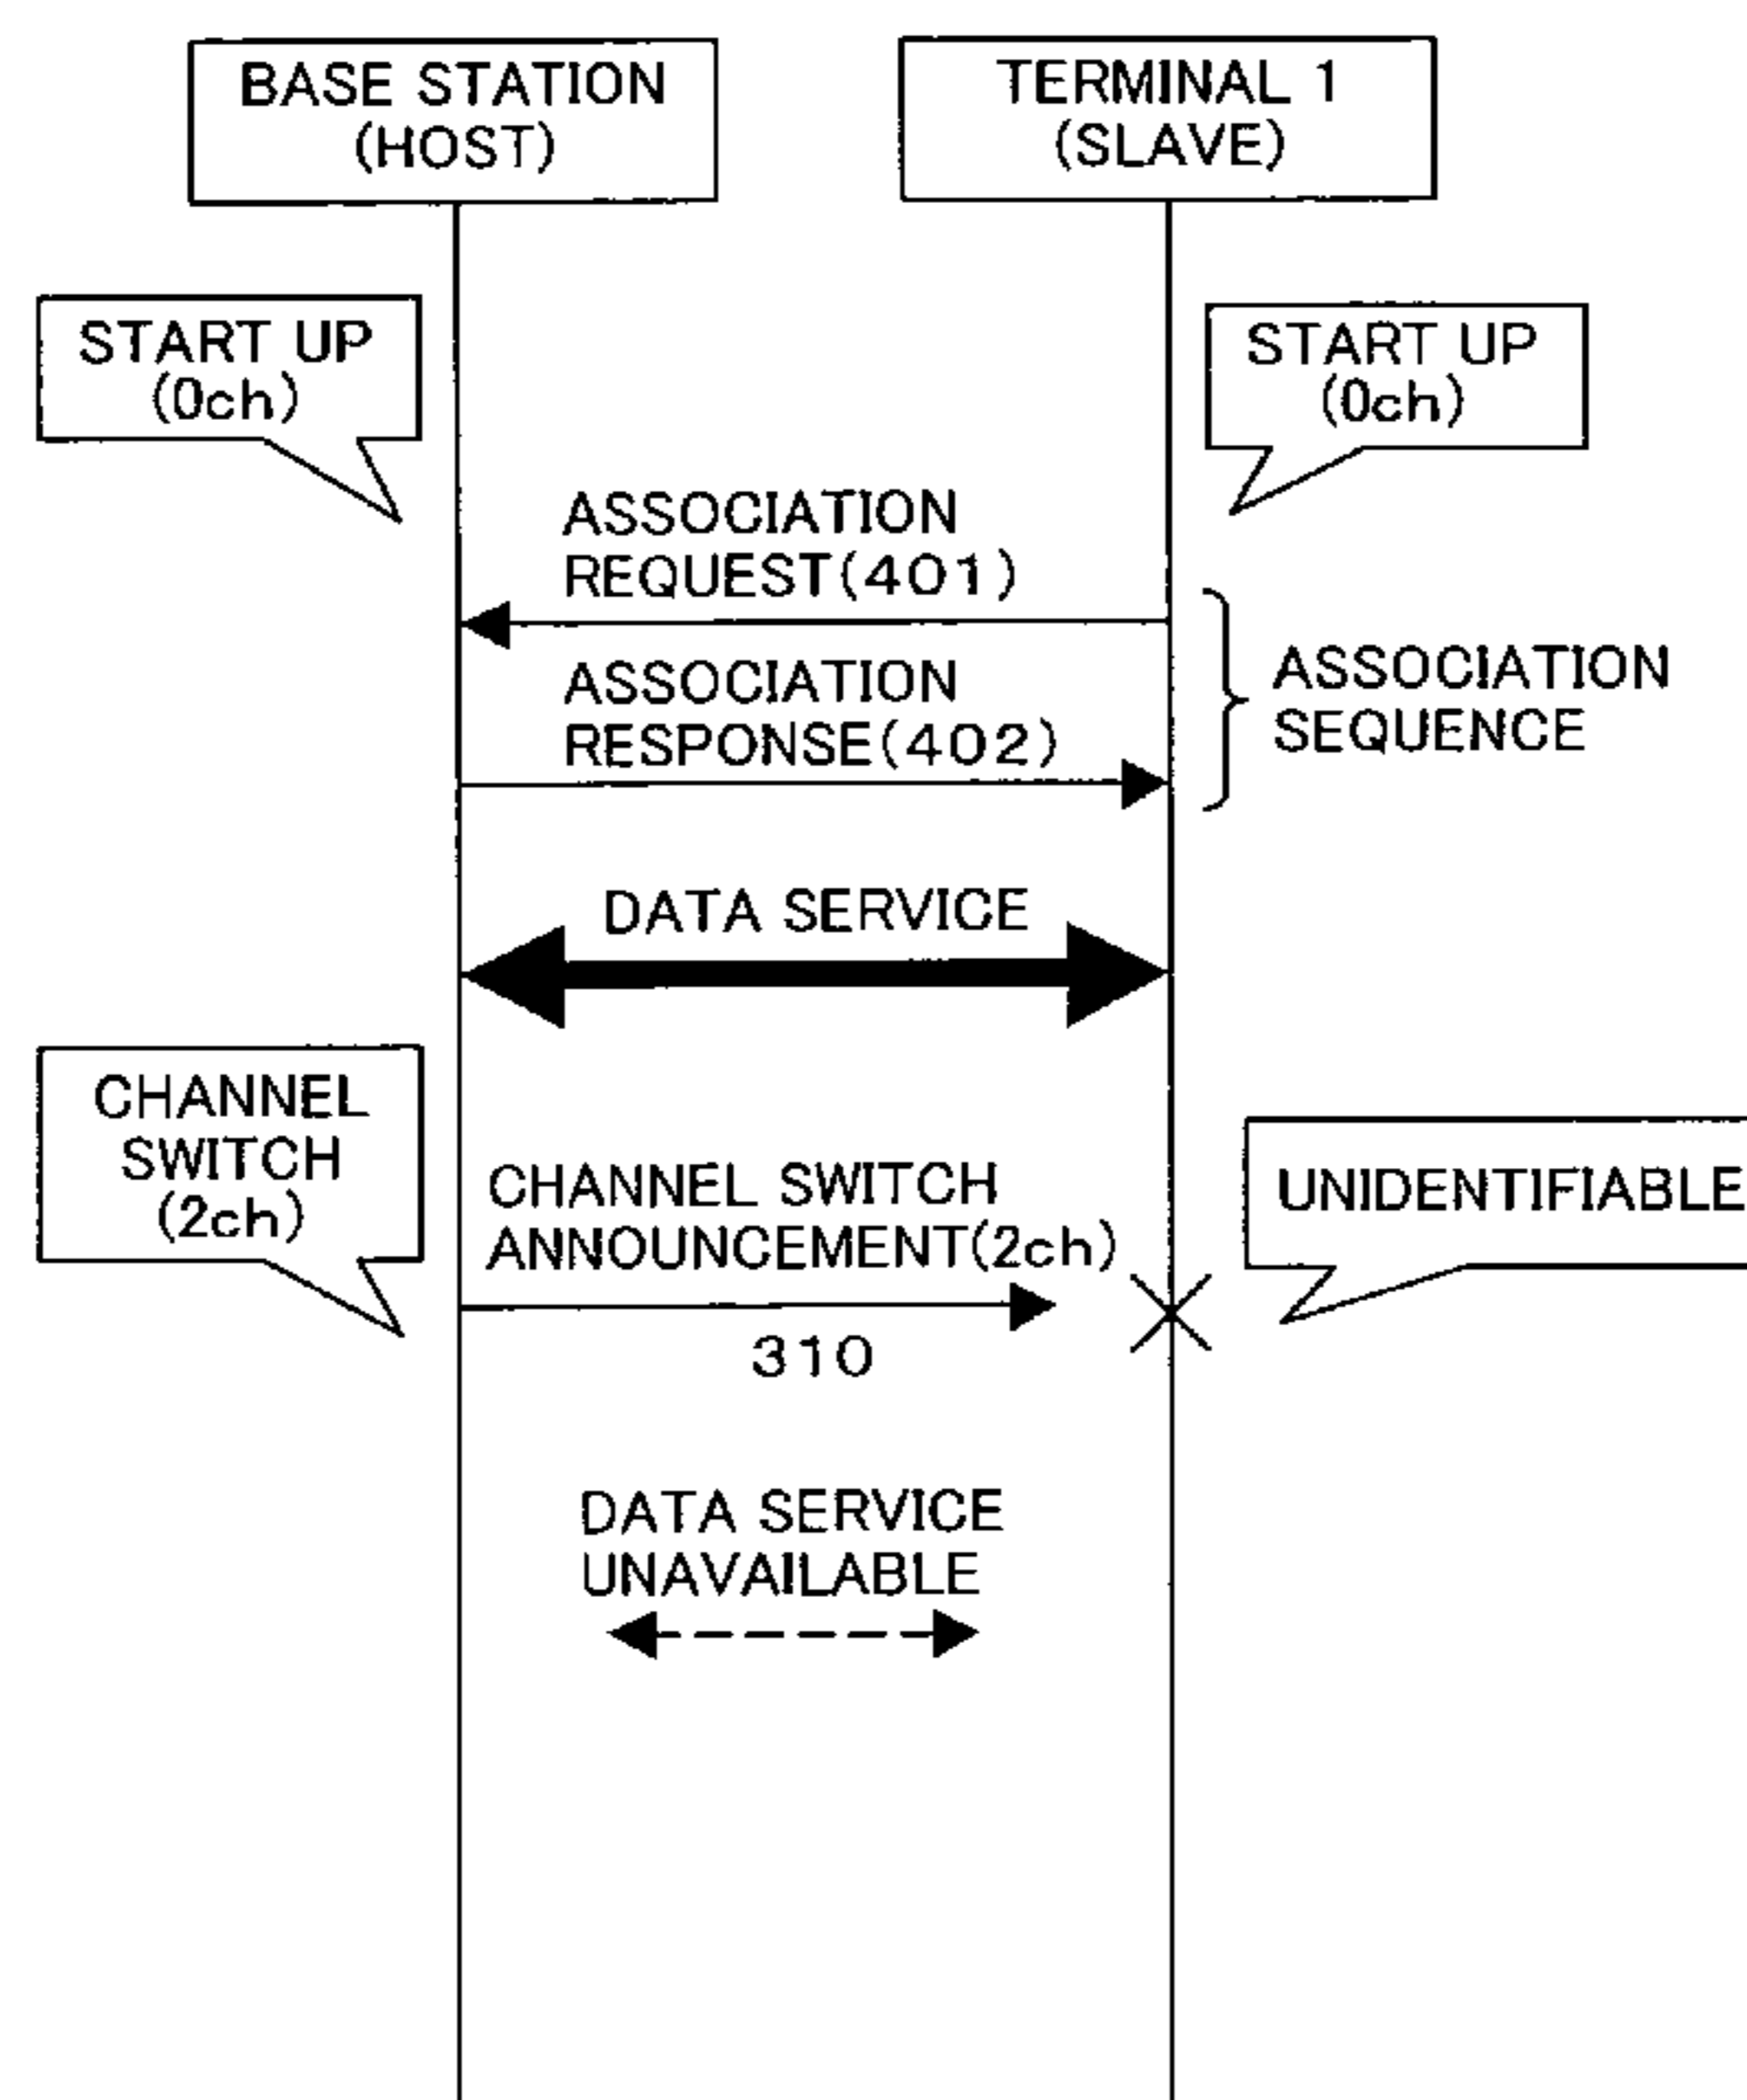 BASE STATION
(HOST)
TERMINAL 1
(SLAVE)
START UP
(0ch)
START UP
(0ch)
ASSOCIATION
REQUEST(401)
ASSOCIATION
RESPONSE(402)
ASSOCIATION
SEQUENCE
DATA SERVICE
CHANNEL
SWITCH
(2ch)
CHANNEL SWITCH
ANNOUNCEMENT(2ch)
310
UNIDENTIFIABLE
DATA SERVICE
UNAVAILABLE